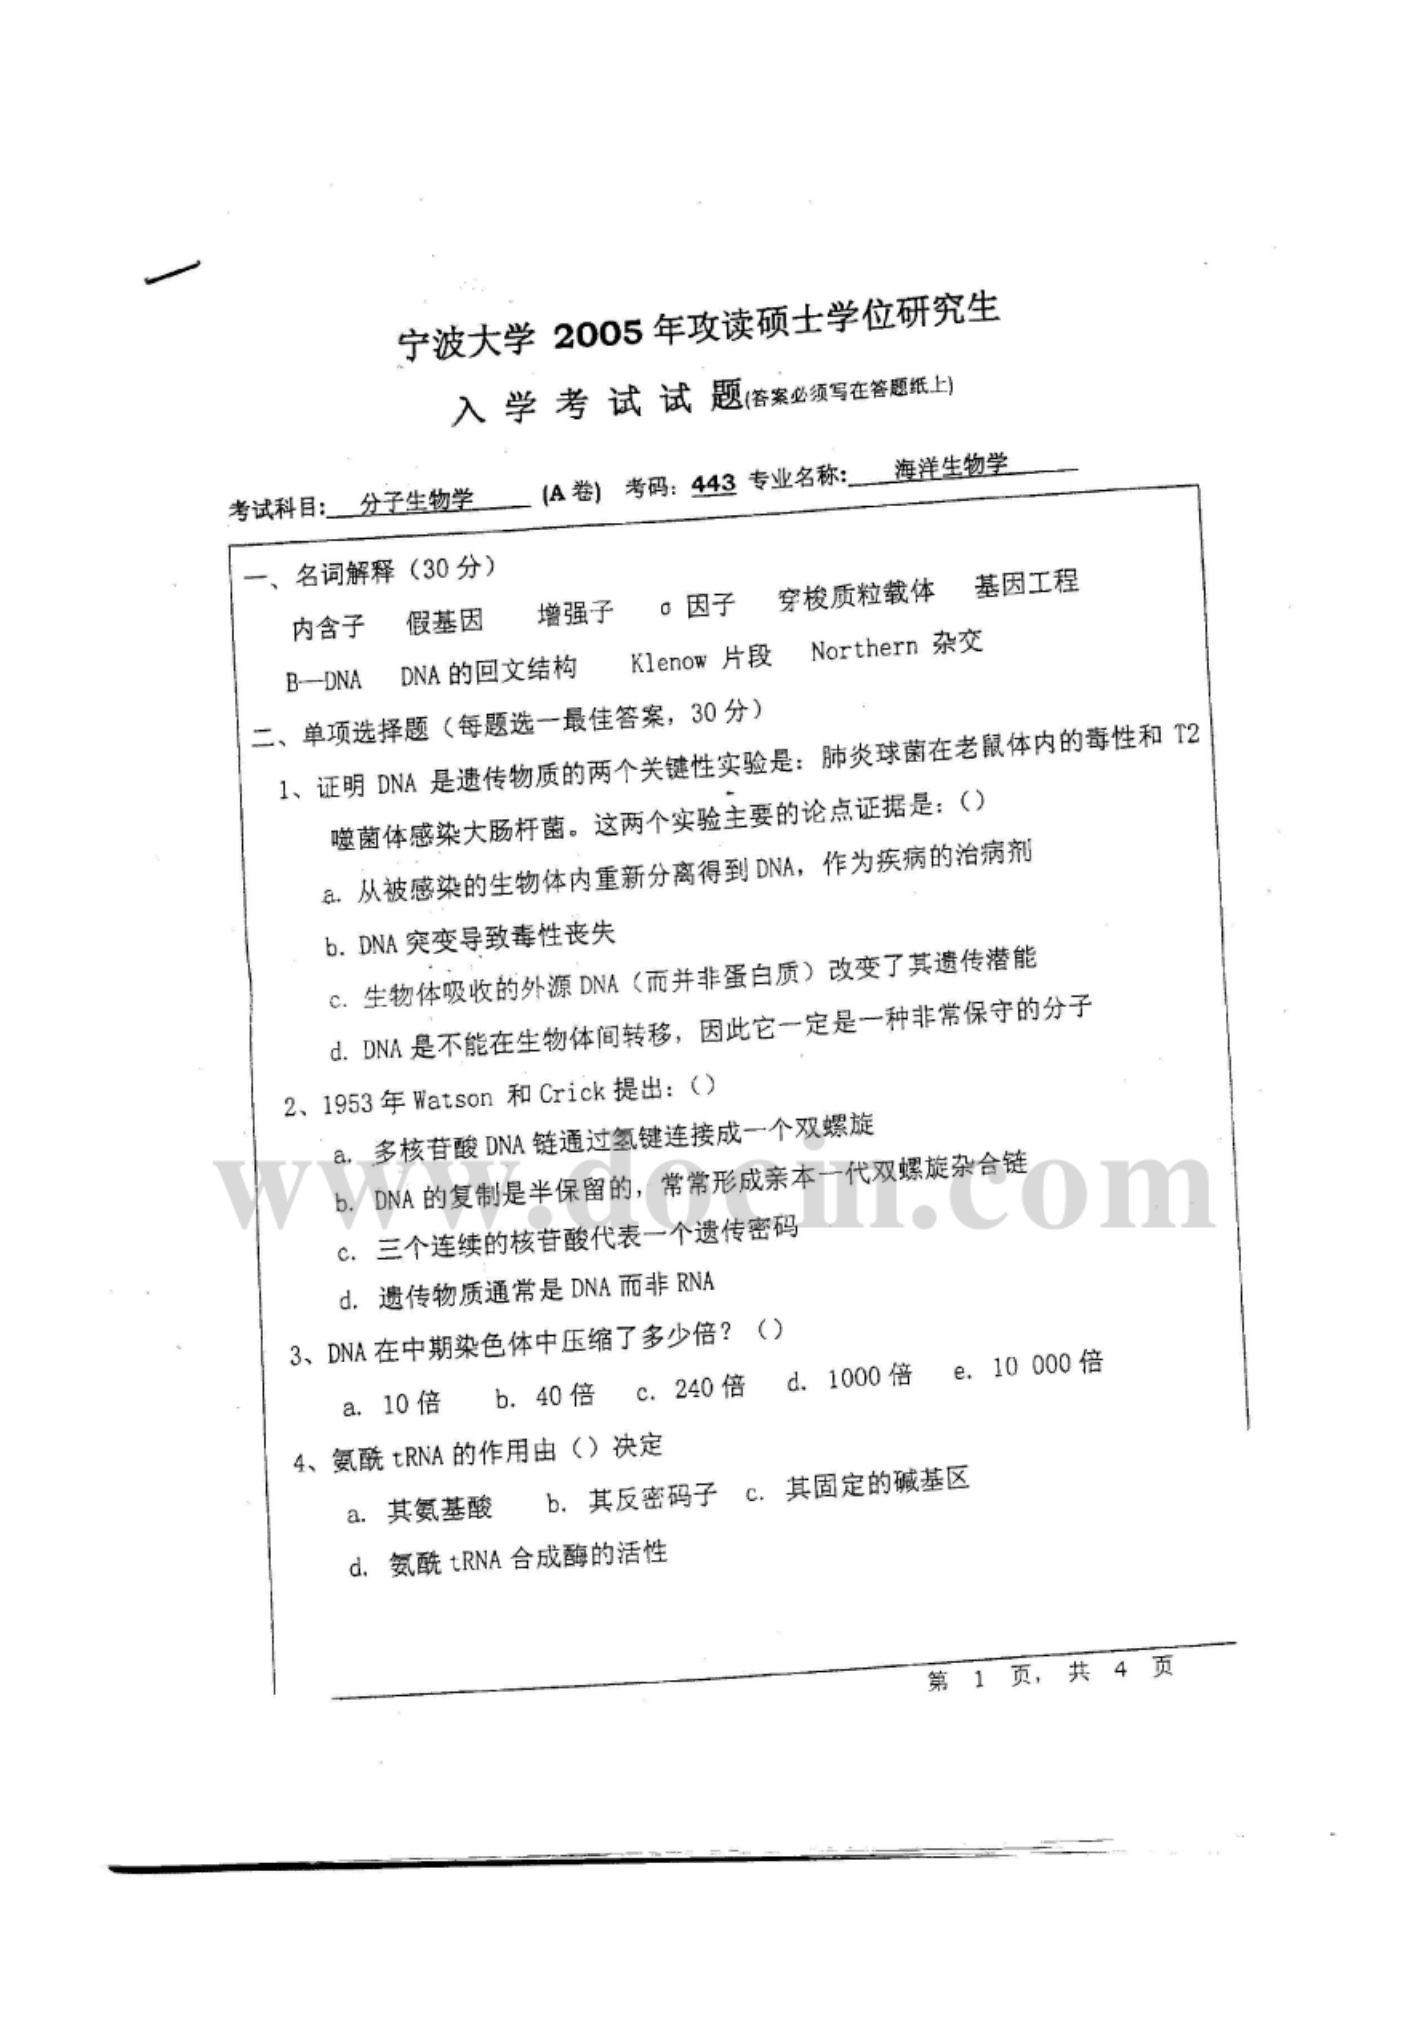 宁波大学 2005 年攻读硕士学位研究生
入 学 考 试 试 题(答案必须写在答题纸上)
考试科目: 分子生物学 (A 卷) 考码: 443 专业名称: 海洋生物学
一、名词解释（30 分）
内含子 假基因 增强子 σ 因子 穿梭质粒载体 基因工程
B—DNA DNA 的回文结构 Klenow 片段 Northern 杂交
二、单项选择题（每题选一最佳答案，30 分）
1、证明 DNA 是遗传物质的两个关键性实验是：肺炎球菌在老鼠体内的毒性和 T2
噬菌体感染大肠杆菌。这两个实验主要的论点证据是：（）
a. 从被感染的生物体内重新分离得到 DNA，作为疾病的治病剂
b. DNA 突变导致毒性丧失
c. 生物体吸收的外源 DNA（而并非蛋白质）改变了其遗传潜能
d. DNA 是不能在生物体间转移，因此它一定是一种非常保守的分子
2、1953 年 Watson 和 Crick 提出：（）
a. 多核苷酸 DNA 链通过氢键连接成一个双螺旋
b. DNA 的复制是半保留的，常常形成亲本一代双螺旋杂合链
c. 三个连续的核苷酸代表一个遗传密码
d. 遗传物质通常是 DNA 而非 RNA
3、DNA 在中期染色体中压缩了多少倍？（）
a. 10 倍 b. 40 倍 c. 240 倍 d. 1000 倍 e. 10 000 倍
4、氨酰 tRNA 的作用由（）决定
a. 其氨基酸 b. 其反密码子 c. 其固定的碱基区
d. 氨酰 tRNA 合成酶的活性
第 1 页，共 4 页
www.docin.com